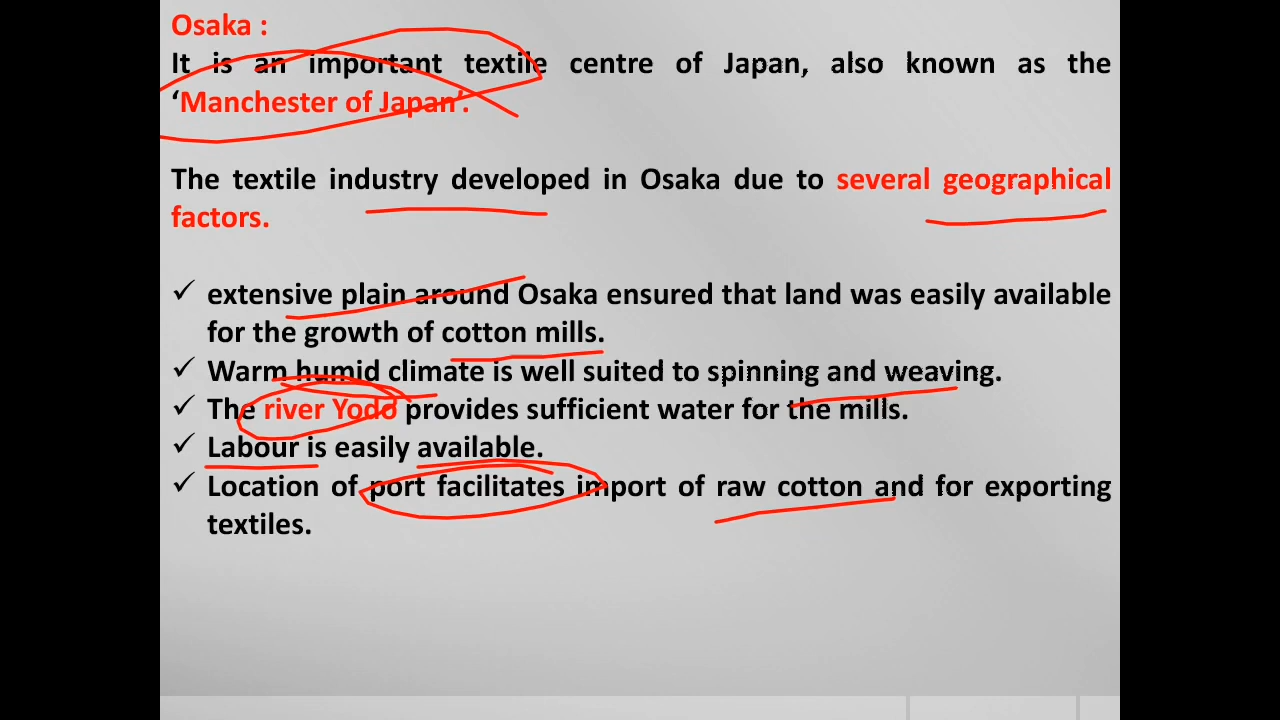 Osaka :
It is an important textile centre of Japan, also known as the
‘Manchester of Japan’.
The textile industry developed in Osaka due to several geographical
factors.
✓ extensive plain around Osaka ensured that land was easily available
for the growth of cotton mills.
✓ Warm humid climate is well suited to spinning and weaving.
✓ The river Yodo provides sufficient water for the mills.
✓ Labour is easily available.
✓ Location of port facilitates import of raw cotton and for exporting
textiles.